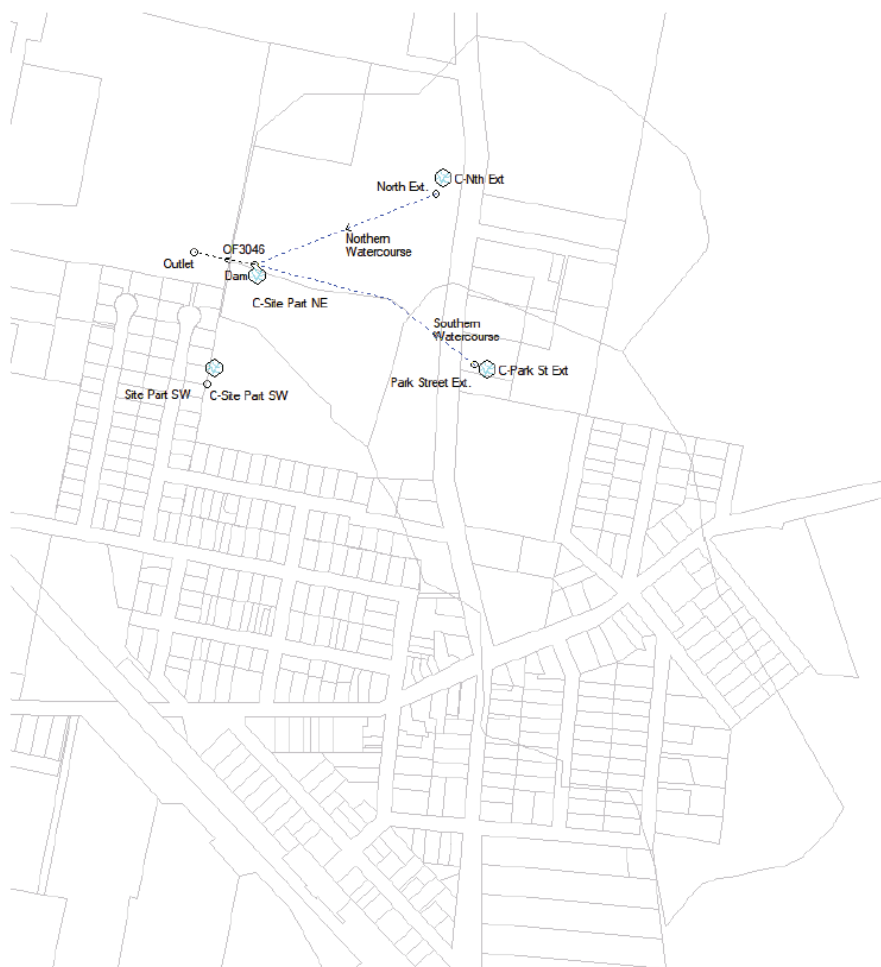 C-Nth Ext
North Ext.
Northern
Watercourse
OF3046
Outlet
Dam
C-Site Part NE
Southern
Watercourse
C-Park St Ext
Park Street Ext.
Site Part SW
C-Site Part SW